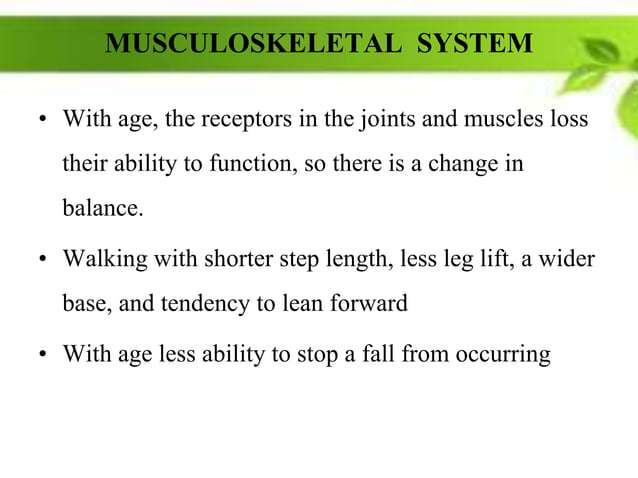 MUSCULOSKELETAL SYSTEM
• With age, the receptors in the joints and muscles loss
their ability to function, so there is a change in
balance.
• Walking with shorter step length, less leg lift, a wider
base, and tendency to lean forward
• With age less ability to stop a fall from occurring